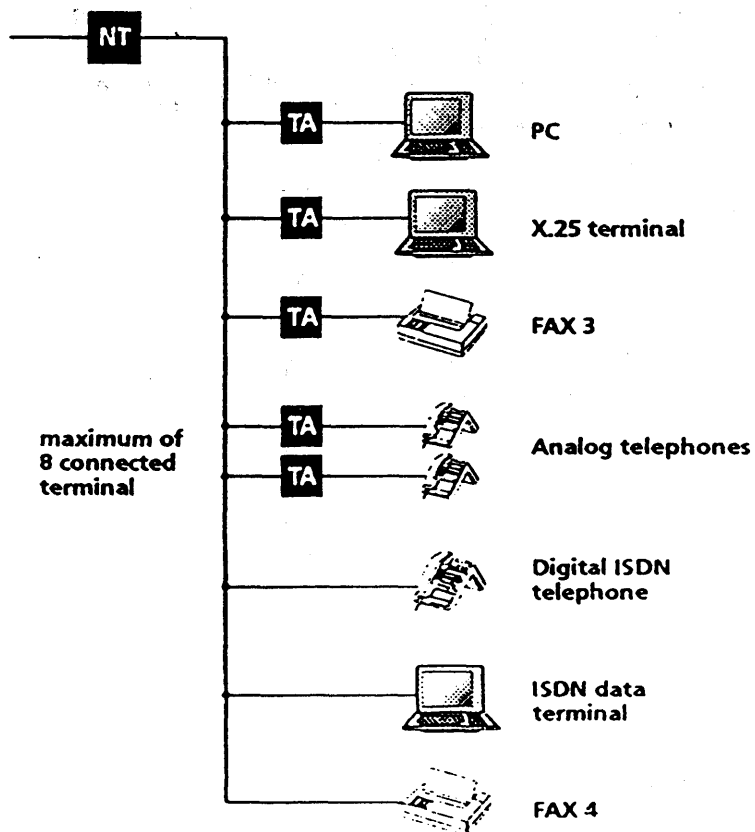 NT
TA
PC
TA
X.25 terminal
TA
FAX 3
maximum of
8 connected
terminal
TA
Analog telephones
TA
Digital ISDN
telephone
ISDN data
terminal
FAX 4